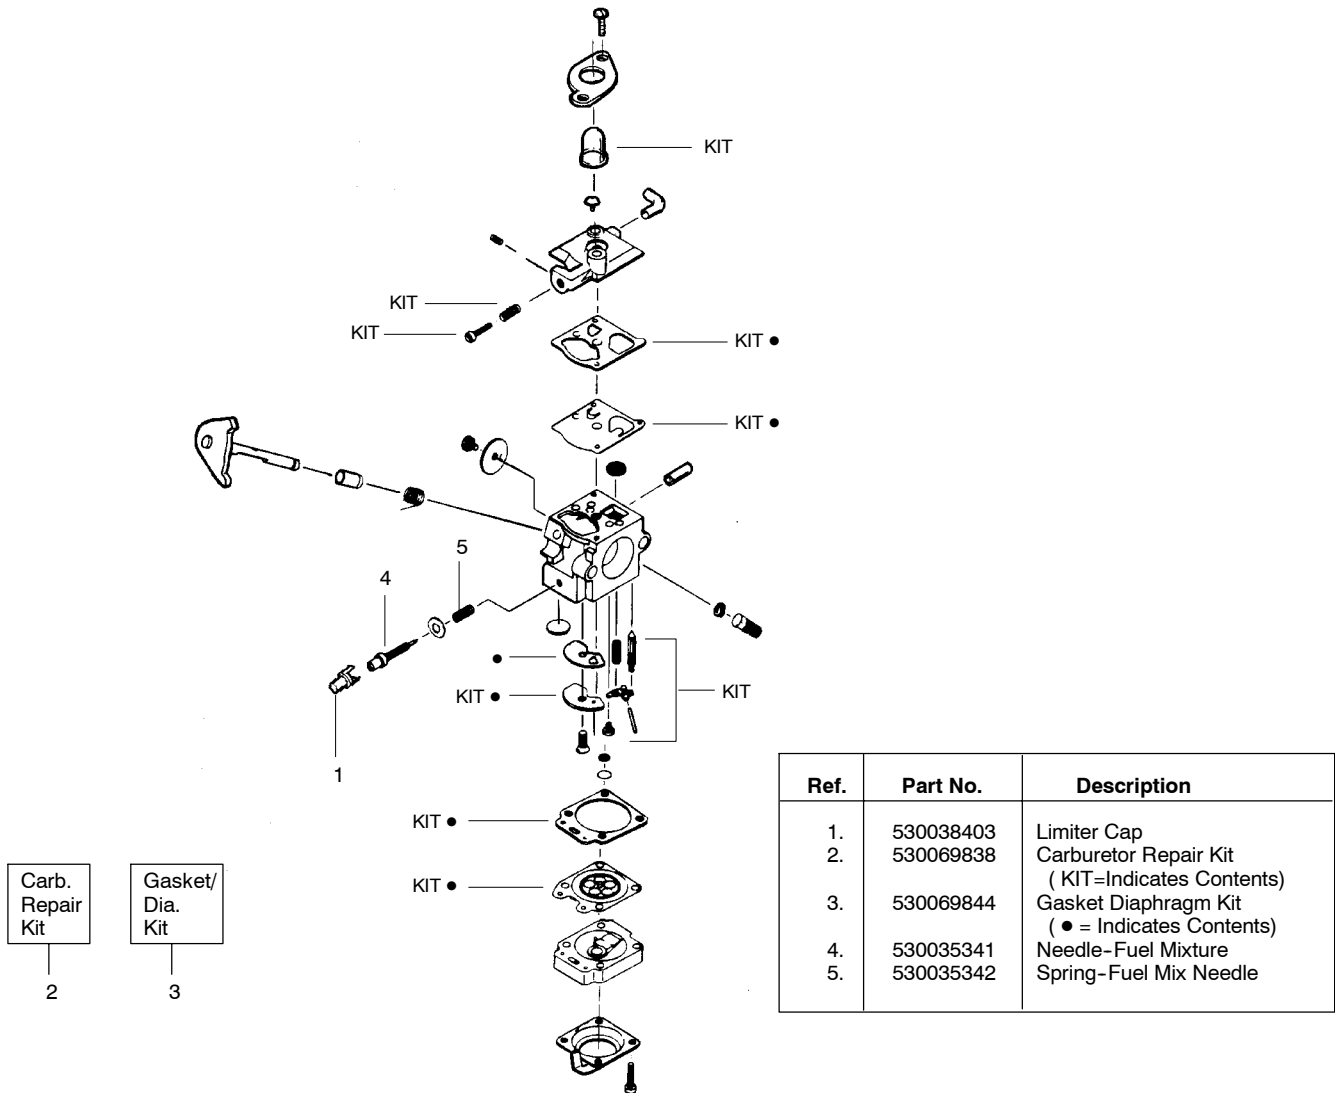 KIT
KIT
KIT
KIT ●
KIT ●
5
4
●
KIT ●
KIT
1
KIT ●
KIT ●
Carb.
Repair
Kit
2
Gasket/
Dia.
Kit
3
Ref. Part No. Description
1. 530038403 Limiter Cap
2. 530069838 Carburetor Repair Kit
( KIT=Indicates Contents)
3. 530069844 Gasket Diaphragm Kit
( ● = Indicates Contents)
4. 530035341 Needle-Fuel Mixture
5. 530035342 Spring-Fuel Mix Needle